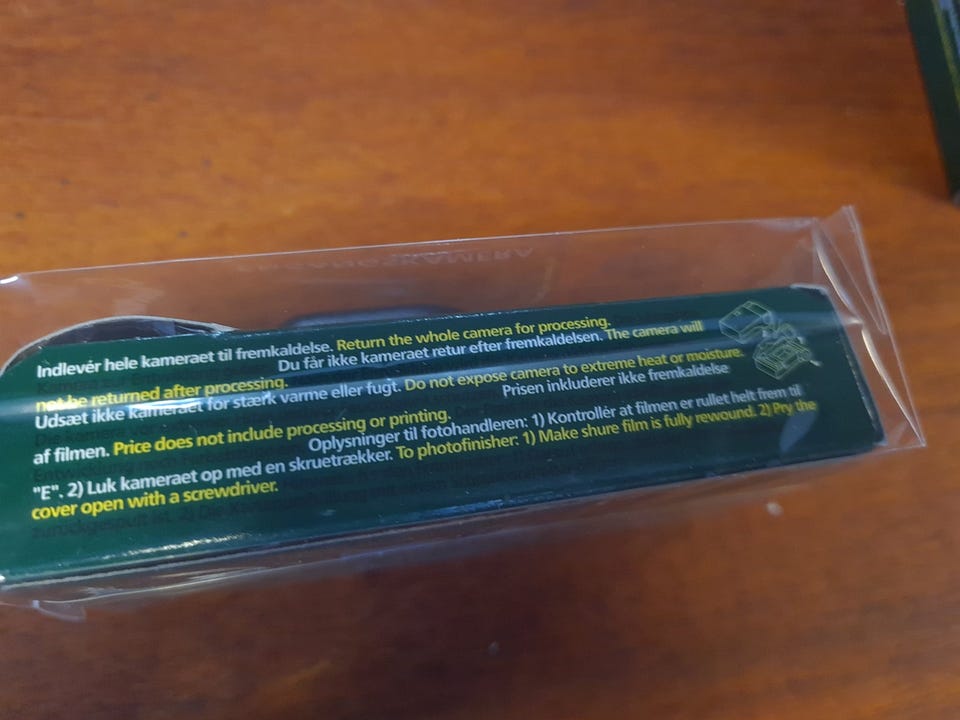 Indlevér hele kameraet til fremkaldelse. Return the whole camera for processing.
Du får ikke kameraet retur efter fremkaldelsen. The camera will
not be returned after processing.
Udsæt ikke kameraet for stærk varme eller fugt. Do not expose camera to extreme heat or moisture.
Prisen inkluderer ikke fremkaldelse
af filmen. Price does not include processing or printing.
Oplysninger til fotohandleren: 1) Kontrollér at filmen er rullet helt frem til
"E". 2) Luk kameraet op med en skruetrækker. To photofinisher: 1) Make shure film is fully rewound. 2) Pry the
cover open with a screwdriver.